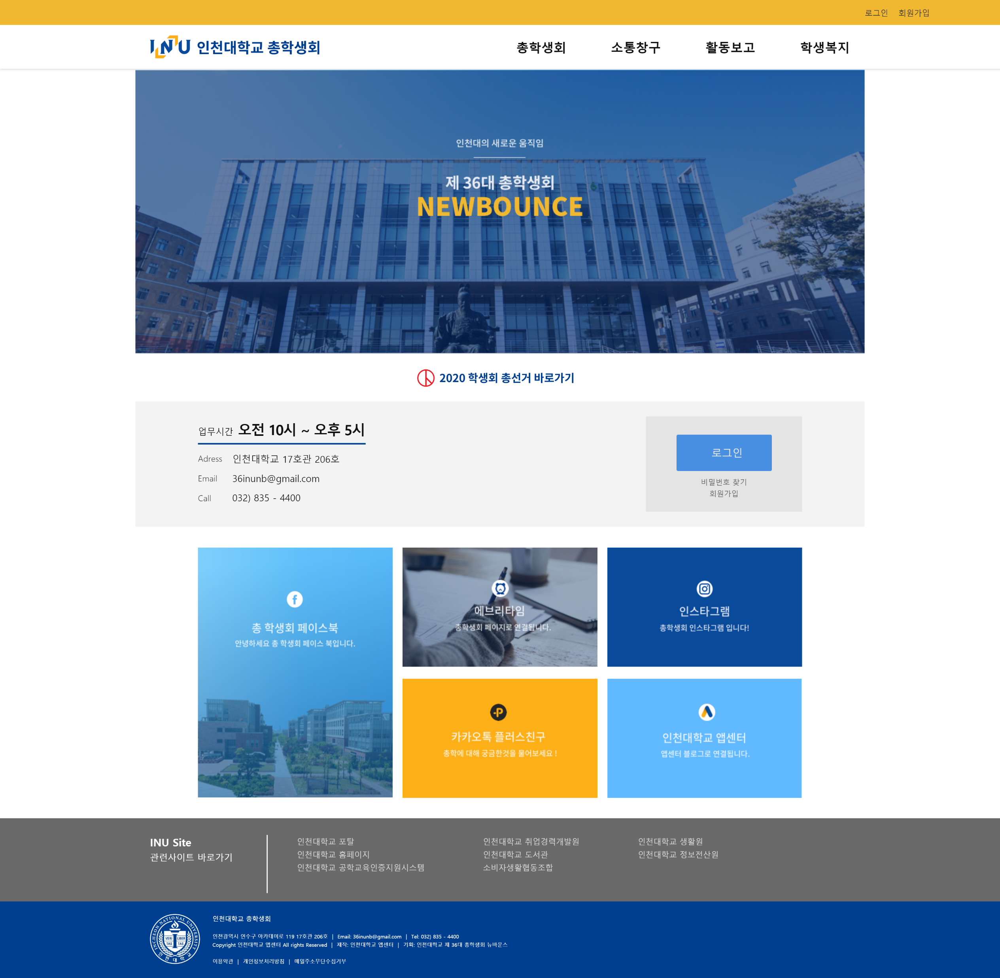 로그인 회원가입
INU 인천대학교 총학생회
총학생회 소통창구 활동보고 학생복지
인천대의 새로운 움직임
제 36대 총학생회
NEWBOUNCE
2020 학생회 총선거 바로가기
업무시간 오전 10시 ~ 오후 5시
Adress 인천대학교 17호관 206호
Email 36inunb@gmail.com
Call 032) 835 - 4400
로그인
비밀번호 찾기
회원가입
총 학생회 페이스북
안녕하세요 총 학생회 페이스 북입니다.
에브리타임
총학생회 페이지로 연결됩니다.
인스타그램
총학생회 인스타그램 입니다!
카카오톡 플러스친구
총학에 대해 궁금한것을 물어보세요 !
인천대학교 앱센터
앱센터 블로그로 연결됩니다.
INU Site
관련사이트 바로가기
인천대학교 포탈
인천대학교 홈페이지
인천대학교 공학교육인증지원시스템
인천대학교 취업경력개발원
인천대학교 도서관
소비자생활협동조합
인천대학교 생활원
인천대학교 정보전산원
INCHEON NATIONAL UNIVERSITY
VERI LIBER
TAS TAS
인천대학교
인천대학교 총학생회
인천광역시 연수구 아카데미로 119 17호관 206호 | Email: 36inunb@gmail.com | Tel: 032) 835 - 4400
Copyright 인천대학교 앱센터 All rights Reserved | 제작: 인천대학교 앱센터 | 기획: 인천대학교 제 36대 총학생회 뉴바운스
이용약관 | 개인정보처리방침 | 메일주소무단수집거부